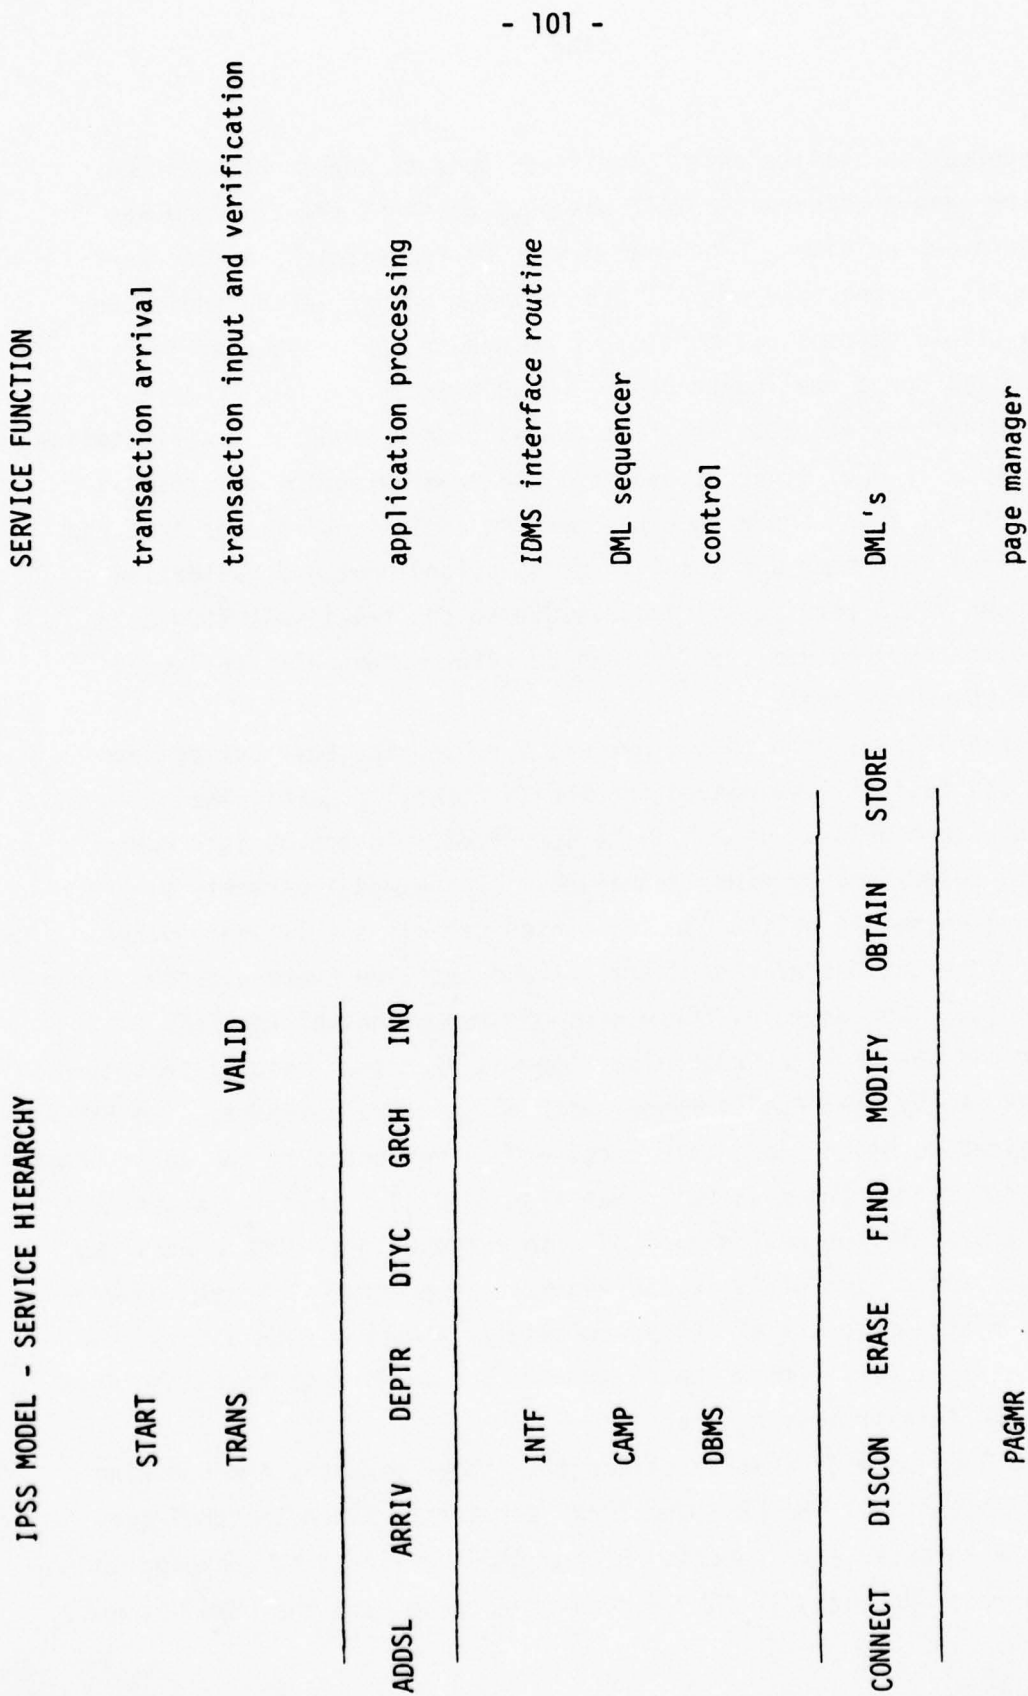 - 101 -
IPSS MODEL - SERVICE HIERARCHY SERVICE FUNCTION
START transaction arrival
TRANS VALID transaction input and verification
ADDSL ARRIV DEPTR DTYC GRCH INQ application processing
INTF IDMS interface routine
CAMP DML sequencer
DBMS control
CONNECT DISCON ERASE FIND MODIFY OBTAIN STORE DML's
PAGMR page manager